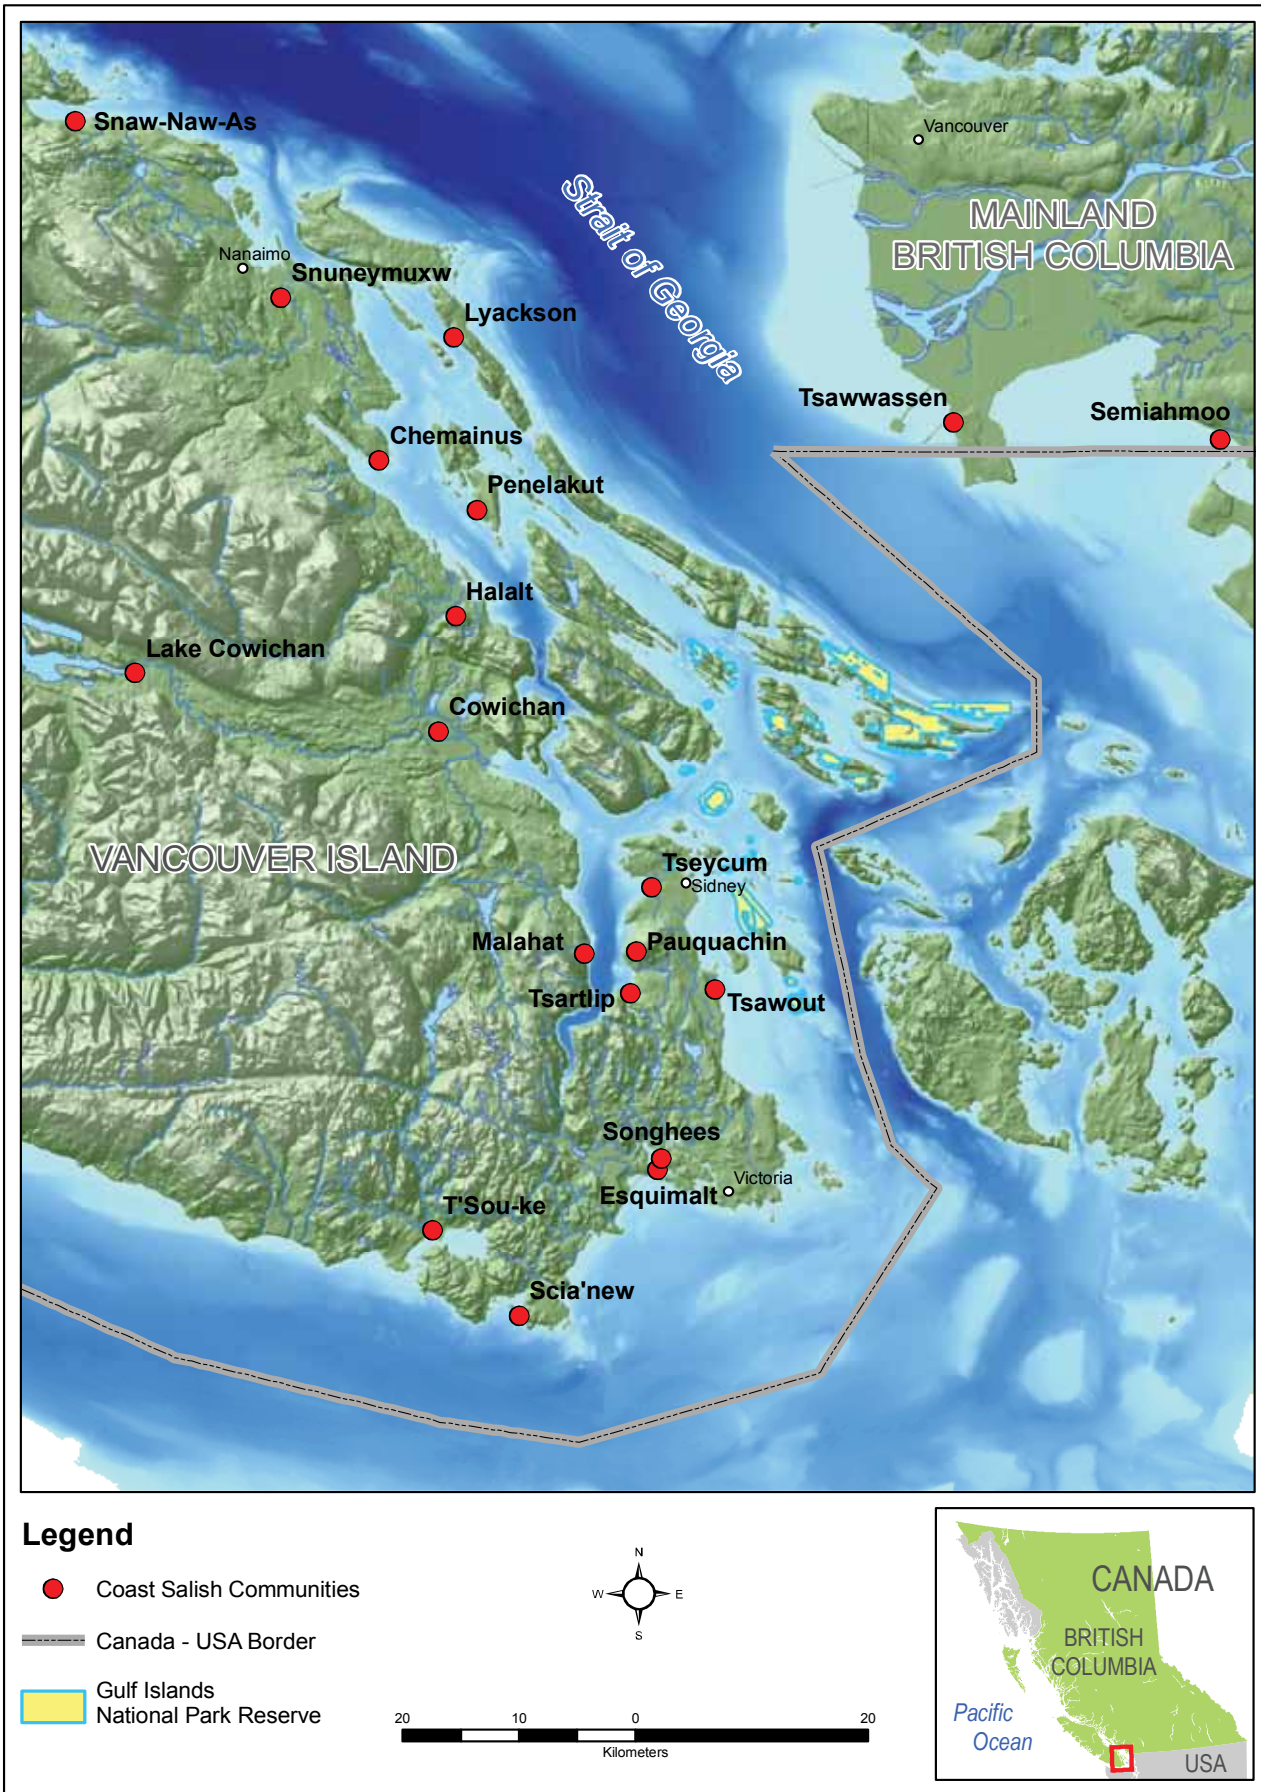 Snaw-Naw-As
Vancouver
Strait of Georgia
MAINLAND
BRITISH COLUMBIA
Nanaimo
Snuneymuxw
Lyackson
Tsawwassen
Semiahmoo
Chemainus
Penelakut
Halalt
Lake Cowichan
Cowichan
VANCOUVER ISLAND
Tseycum
Sidney
Malahat
Pauquachin
Tsartlip
Tsawout
Songhees
Esquimalt
Victoria
T'Sou-ke
Scia'new
Legend
Coast Salish Communities
Canada - USA Border
Gulf Islands
National Park Reserve
N
W
E
S
20
10
0
20
Kilometers
CANADA
BRITISH
COLUMBIA
Pacific
Ocean
USA